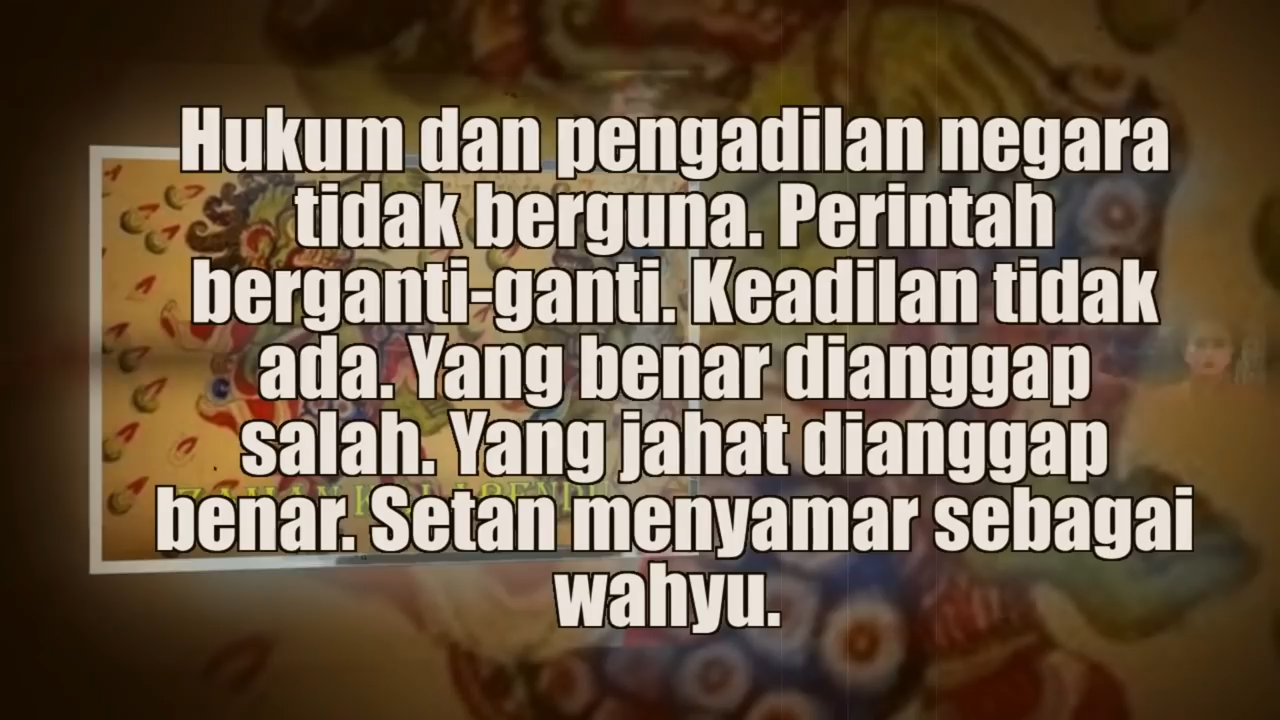 Hukum dan pengadilan negara
tidak berguna. Perintah
berganti-ganti. Keadilan tidak
ada. Yang benar dianggap
salah. Yang jahat dianggap
benar. Setan menyamar sebagai
wahyu.